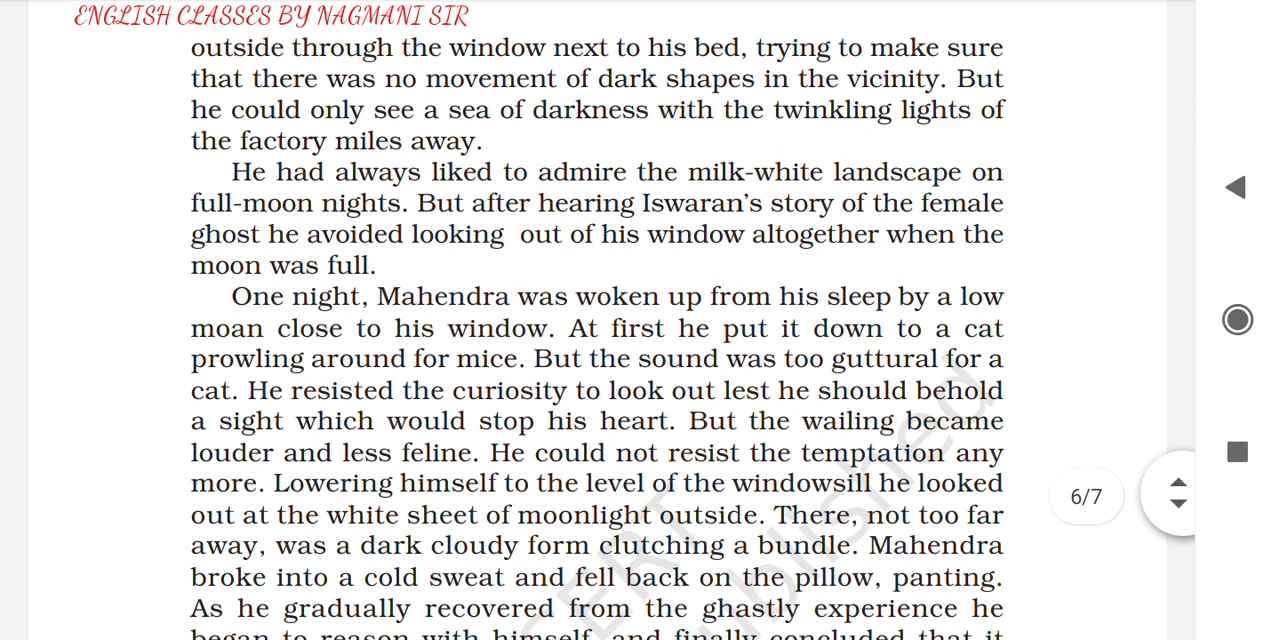 ENGLISH CLASSES BY NAGMANI SIR
outside through the window next to his bed, trying to make sure
that there was no movement of dark shapes in the vicinity. But
he could only see a sea of darkness with the twinkling lights of
the factory miles away.
He had always liked to admire the milk-white landscape on
full-moon nights. But after hearing Iswaran’s story of the female
ghost he avoided looking out of his window altogether when the
moon was full.
One night, Mahendra was woken up from his sleep by a low
moan close to his window. At first he put it down to a cat
prowling around for mice. But the sound was too guttural for a
cat. He resisted the curiosity to look out lest he should behold
a sight which would stop his heart. But the wailing became
louder and less feline. He could not resist the temptation any
more. Lowering himself to the level of the windowsill he looked
out at the white sheet of moonlight outside. There, not too far
away, was a dark cloudy form clutching a bundle. Mahendra
broke into a cold sweat and fell back on the pillow, panting.
As he gradually recovered from the ghastly experience he
began to reason with himself, and finally concluded that it
6/7